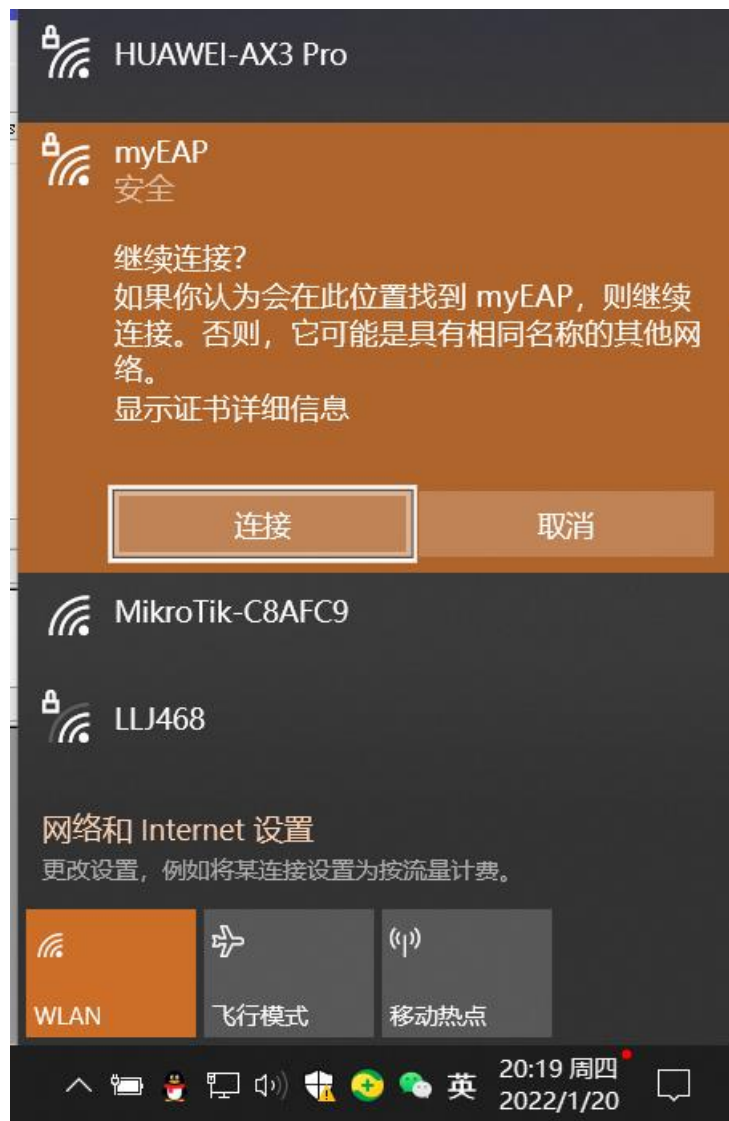 HUAWEI-AX3 Pro
myEAP
安全
继续连接?
如果你认为会在此位置找到 myEAP，则继续
连接。否则，它可能是具有相同名称的其他网
络。
显示证书详细信息
连接 取消
MikroTik-C8AFC9
LLJ468
网络和 Internet 设置
更改设置，例如将某连接设置为按流量计费。
WLAN 飞行模式 移动热点
英 20:19 周四
2022/1/20